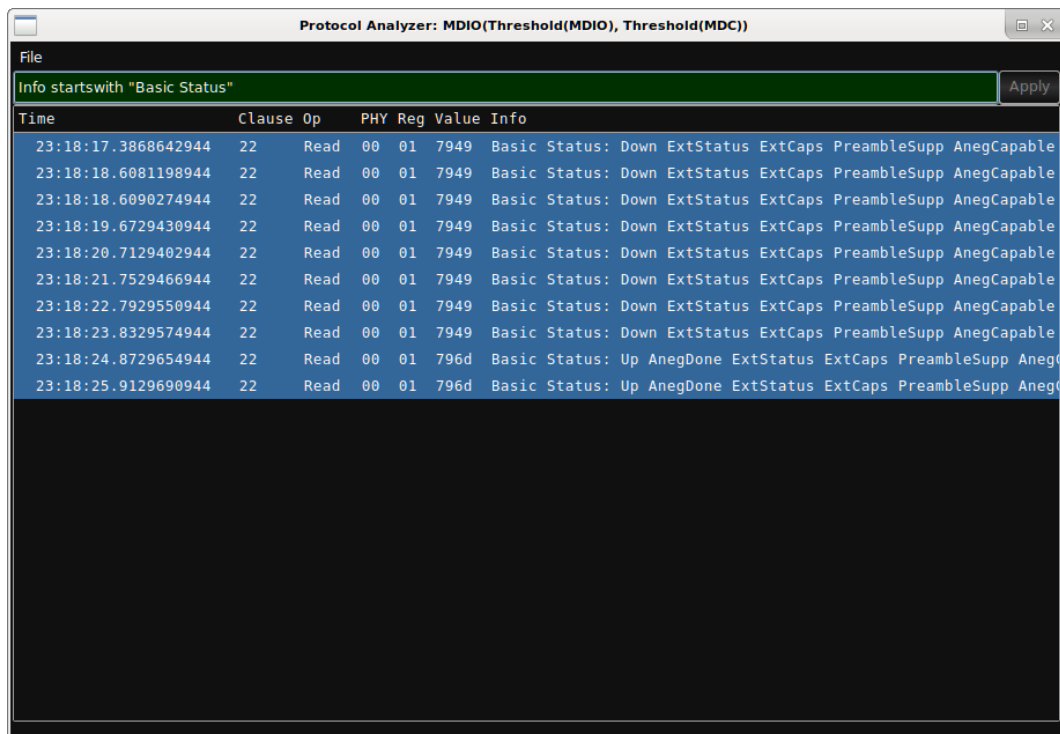 Protocol Analyzer: MDIO(Threshold(MDIO), Threshold(MDC))
File
Info startswith "Basic Status" Apply
Time Clause Op PHY Reg Value Info
23:18:17.3868642944 22 Read 00 01 7949 Basic Status: Down ExtStatus ExtCaps PreambleSupp AnegCapable
23:18:18.6081198944 22 Read 00 01 7949 Basic Status: Down ExtStatus ExtCaps PreambleSupp AnegCapable
23:18:18.6090274944 22 Read 00 01 7949 Basic Status: Down ExtStatus ExtCaps PreambleSupp AnegCapable
23:18:19.6729430944 22 Read 00 01 7949 Basic Status: Down ExtStatus ExtCaps PreambleSupp AnegCapable
23:18:20.7129402944 22 Read 00 01 7949 Basic Status: Down ExtStatus ExtCaps PreambleSupp AnegCapable
23:18:21.7529466944 22 Read 00 01 7949 Basic Status: Down ExtStatus ExtCaps PreambleSupp AnegCapable
23:18:22.7929550944 22 Read 00 01 7949 Basic Status: Down ExtStatus ExtCaps PreambleSupp AnegCapable
23:18:23.8329574944 22 Read 00 01 7949 Basic Status: Down ExtStatus ExtCaps PreambleSupp AnegCapable
23:18:24.8729654944 22 Read 00 01 796d Basic Status: Up AnegDone ExtStatus ExtCaps PreambleSupp Aneg
23:18:25.9129690944 22 Read 00 01 796d Basic Status: Up AnegDone ExtStatus ExtCaps PreambleSupp Aneg